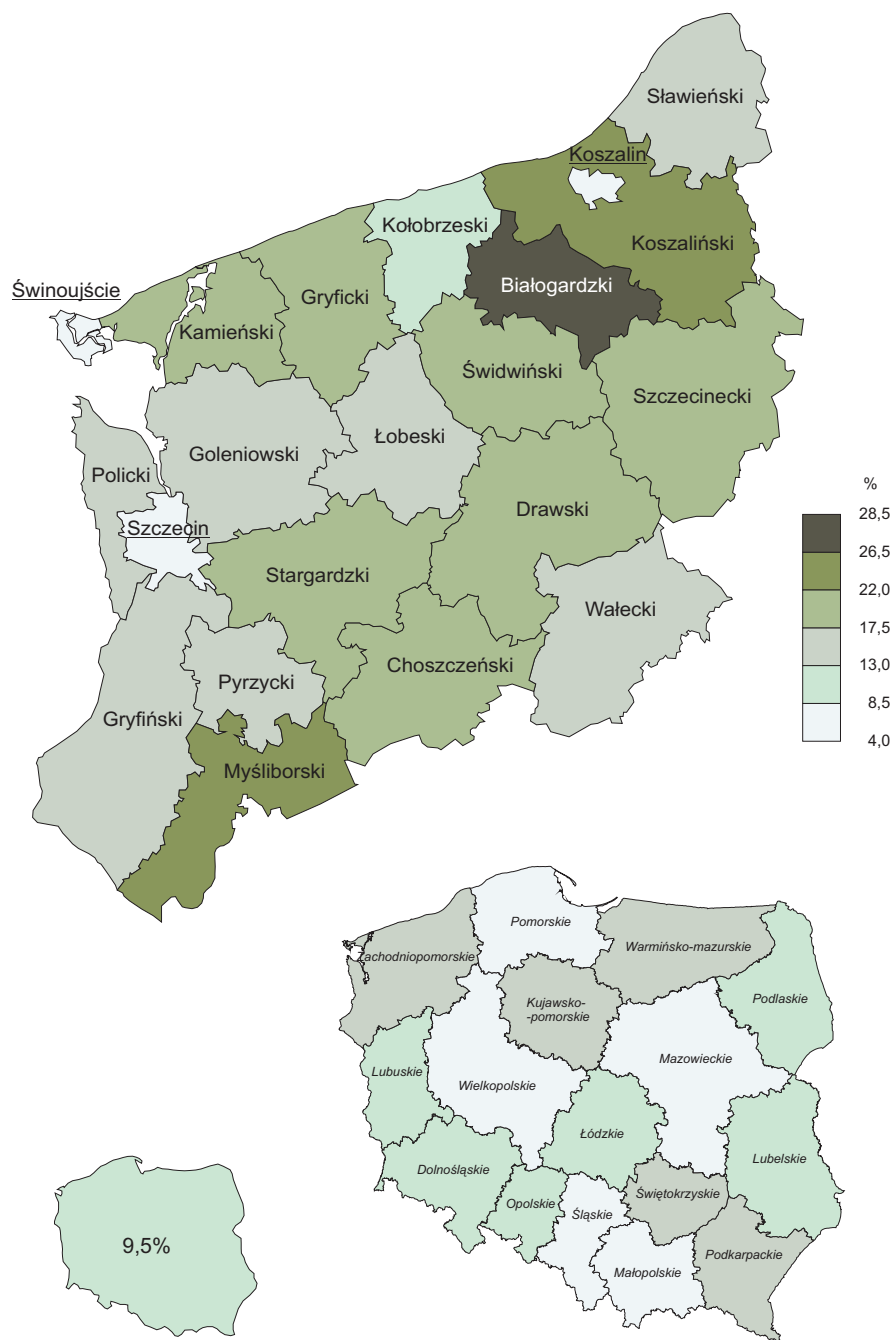 Sławieński
Koszalin
Kołobrzeski
Koszaliński
Białogardzki
Świnoujście
Gryficki
Kamieński
Świdwiński
Szczecinecki
Łobeski
Goleniowski
Policki
Drawski
Szczecin
Stargardzki
Wałecki
Choszczeński
Pyrzycki
Gryfiński
Myśliborski
%
28,5
26,5
22,0
17,5
13,0
8,5
4,0
Pomorskie
Warmińsko-mazurskie
Zachodniopomorskie
Kujawsko-
-pomorskie
Podlaskie
Mazowieckie
Lubuskie
Wielkopolskie
Łódzkie
Lubelskie
Dolnośląskie
Świętokrzyskie
Opolskie
Śląskie
Podkarpackie
Małopolskie
9,5%